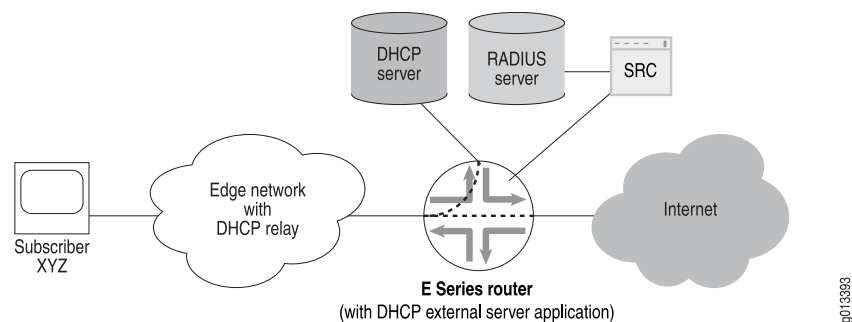 DHCP
server
RADIUS
server
SRC
Edge network
with
DHCP relay
Internet
Subscriber
XYZ
E Series router
(with DHCP external server application)
g013393